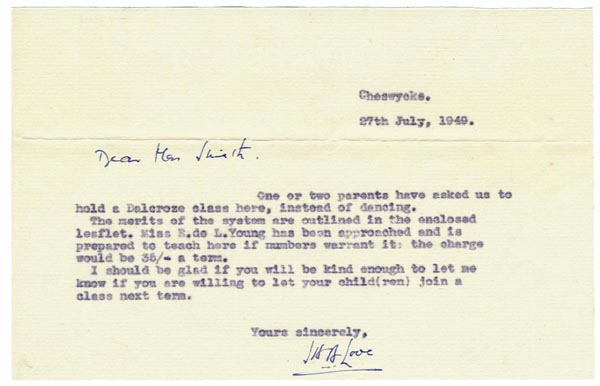 Cheswycke.
27th July, 1949.
Dear Mrs Smith.
One or two parents have asked us to
hold a Dalcroze class here, instead of dancing.
The merits of the system are outlined in the enclosed
leaflet. Miss E.de L.Young has been approached and is
prepared to teach here if numbers warrant it: the charge
would be 35/- a term.
I should be glad if you will be kind enough to let me
know if you are willing to let your child(ren) join a
class next term.
Yours sincerely,
Love